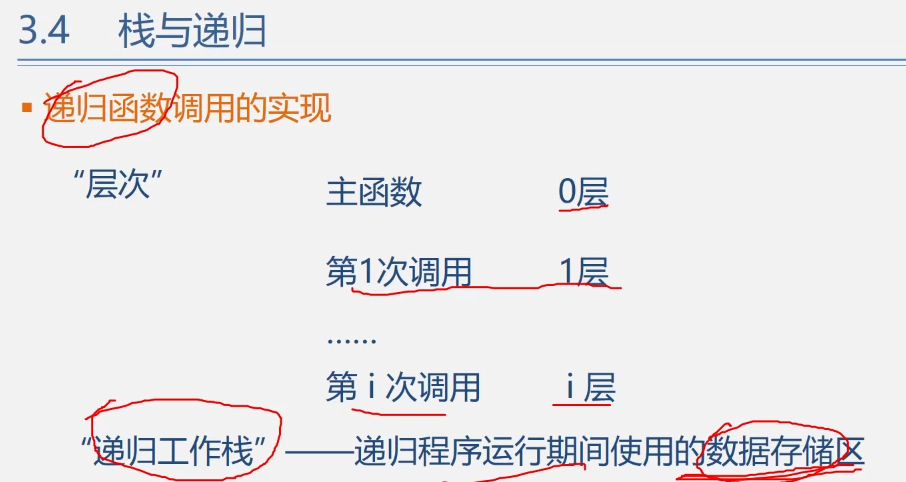 3.4 栈与递归
▪ 递归函数调用的实现
“层次” 主函数 0层
第1次调用 1层
……
第 i 次调用 i 层
“递归工作栈” ——递归程序运行期间使用的数据存储区